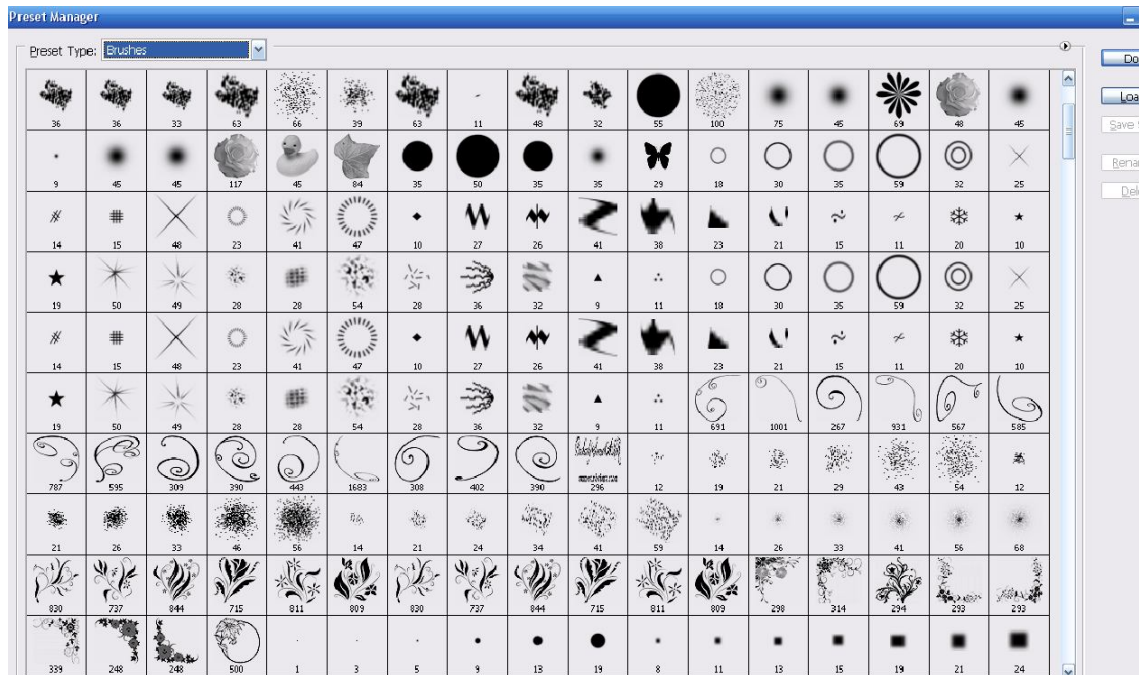 Preset Manager
Preset Type: Brushes
Do
Loa
Save S
Renam
Dele
36 36 33 63 66 39 63 11 48 32 55 100 75 45 69 48 45
9 45 45 117 45 84 35 50 35 35 29 18 30 35 59 32 25
14 15 48 23 41 47 10 27 26 41 38 23 21 15 11 20 10
19 50 49 28 28 54 28 36 32 9 11 18 30 35 59 32 25
14 15 48 23 41 47 10 27 26 41 38 23 21 15 11 20 10
19 50 49 28 28 54 28 36 32 9 11 691 1001 267 931 567 585
787 595 309 390 443 1683 308 402 390 296 12 19 21 29 43 54 12
21 26 33 46 56 14 21 24 34 41 59 14 26 33 41 56 68
830 737 844 715 811 809 830 737 844 715 811 809 298 314 294 293 293
339 248 248 500 1 3 5 9 13 19 8 11 13 15 19 21 24